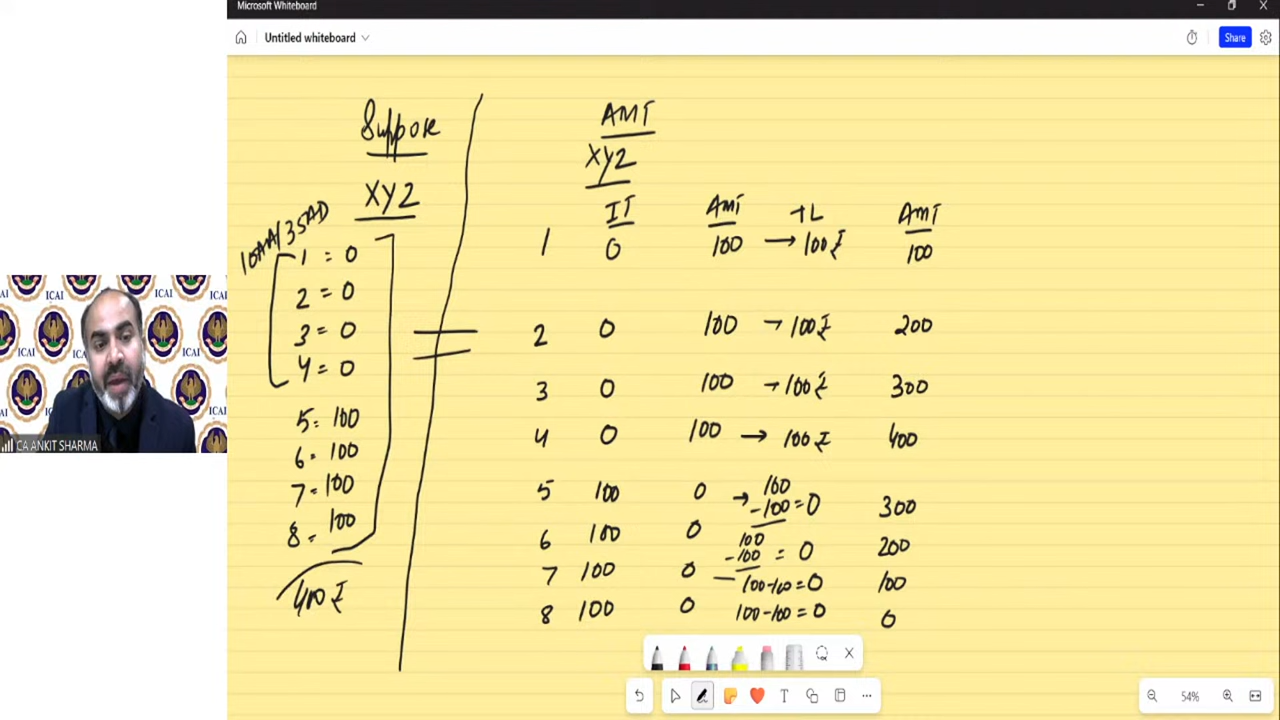 Microsoft Whiteboard
Untitled whiteboard
Share
Suppose
XYZ
10AA/35AD
1 = 0
2 = 0
3 = 0
4 = 0
5 = 100
6 = 100
7 = 100
8 = 100
400 ₹
AMT
XYZ
IT AMT TL AMT
1 0 100 → 100 ₹ 100
2 0 100 → 100 ₹ 200
3 0 100 → 100 ₹ 300
4 0 100 → 100 ₹ 400
5 100 0 → 100 -100 = 0 300
6 100 0 100 -100 = 0 200
7 100 0 — 100-100 = 0 100
8 100 0 100-100 = 0 0
ICAI
ICAI
CA ANKIT SHARMA
54%